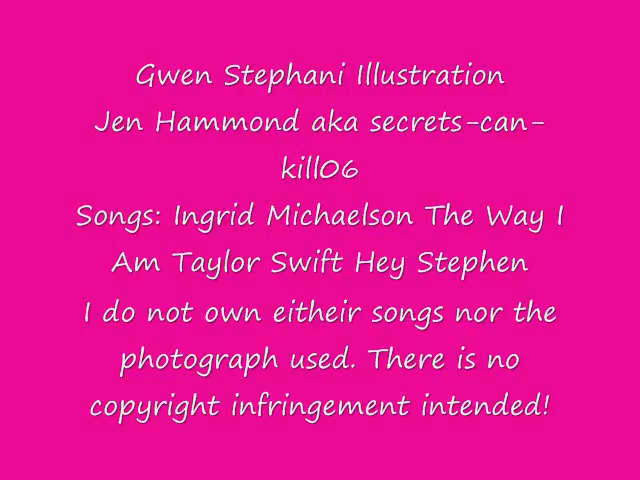 Gwen Stephani Illustration
Jen Hammond aka secrets-can-
kill06
Songs: Ingrid Michaelson The Way I
Am Taylor Swift Hey Stephen
I do not own eitheir songs nor the
photograph used. There is no
copyright infringement intended!